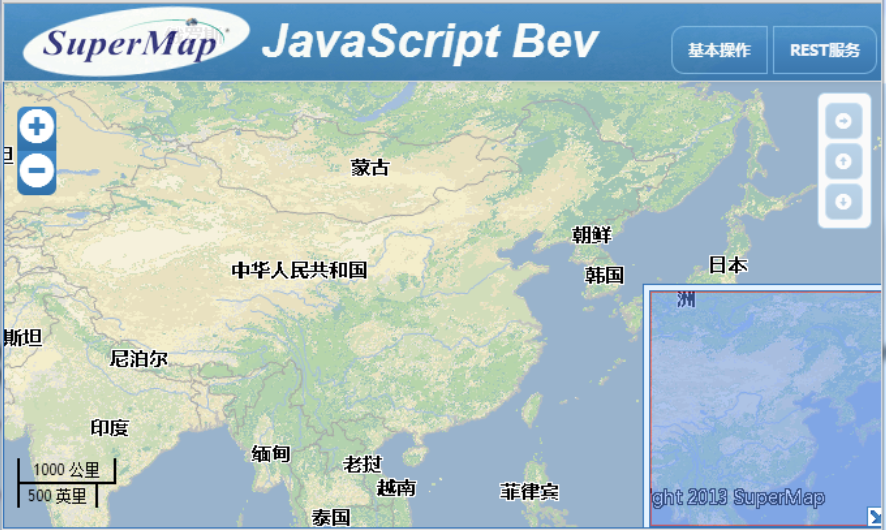 SuperMap
JavaScript Bev
基本操作
REST服务
蒙古
朝鲜
中华人民共和国
韩国
日本
洲
斯坦
尼泊尔
印度
缅甸
老挝
1000 公里
500 英里
越南
菲律宾
ght 2013 SuperMap
泰国